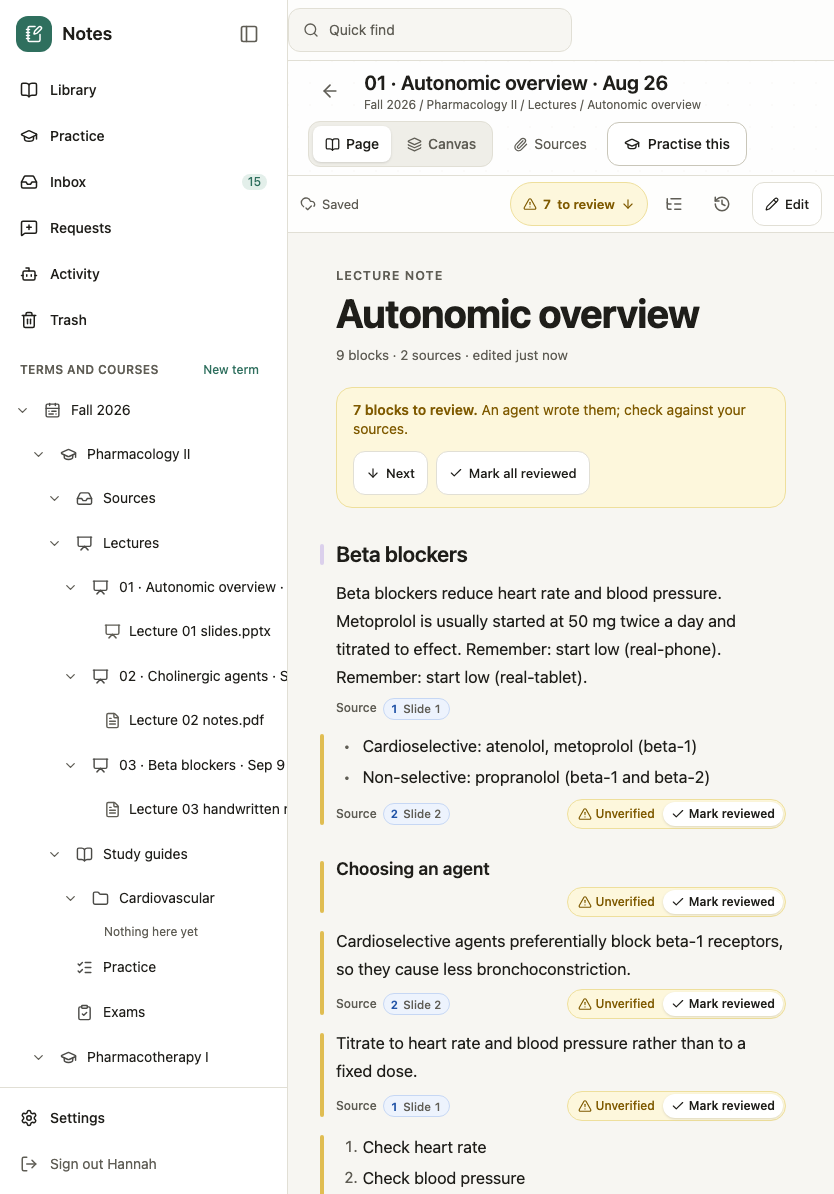 Notes
Library
Practice
Inbox 15
Requests
Activity
Trash
TERMS AND COURSES New term
Fall 2026
Pharmacology II
Sources
Lectures
01 · Autonomic overview ·
Lecture 01 slides.pptx
02 · Cholinergic agents · S
Lecture 02 notes.pdf
03 · Beta blockers · Sep 9
Lecture 03 handwritten
Study guides
Cardiovascular
Nothing here yet
Practice
Exams
Pharmacotherapy I
Settings
Sign out Hannah
Quick find
01 · Autonomic overview · Aug 26
Fall 2026 / Pharmacology II / Lectures / Autonomic overview
Page Canvas Sources Practise this
Saved 7 to review Edit
LECTURE NOTE
Autonomic overview
9 blocks · 2 sources · edited just now
7 blocks to review. An agent wrote them; check against your
sources.
Next Mark all reviewed
Beta blockers
Beta blockers reduce heart rate and blood pressure.
Metoprolol is usually started at 50 mg twice a day and
titrated to effect. Remember: start low (real-phone).
Remember: start low (real-tablet).
Source 1 Slide 1
• Cardioselective: atenolol, metoprolol (beta-1)
• Non-selective: propranolol (beta-1 and beta-2)
Source 2 Slide 2 Unverified Mark reviewed
Choosing an agent
Unverified Mark reviewed
Cardioselective agents preferentially block beta-1 receptors,
so they cause less bronchoconstriction.
Source 2 Slide 2 Unverified Mark reviewed
Titrate to heart rate and blood pressure rather than to a
fixed dose.
Source 1 Slide 1 Unverified Mark reviewed
1. Check heart rate
2. Check blood pressure